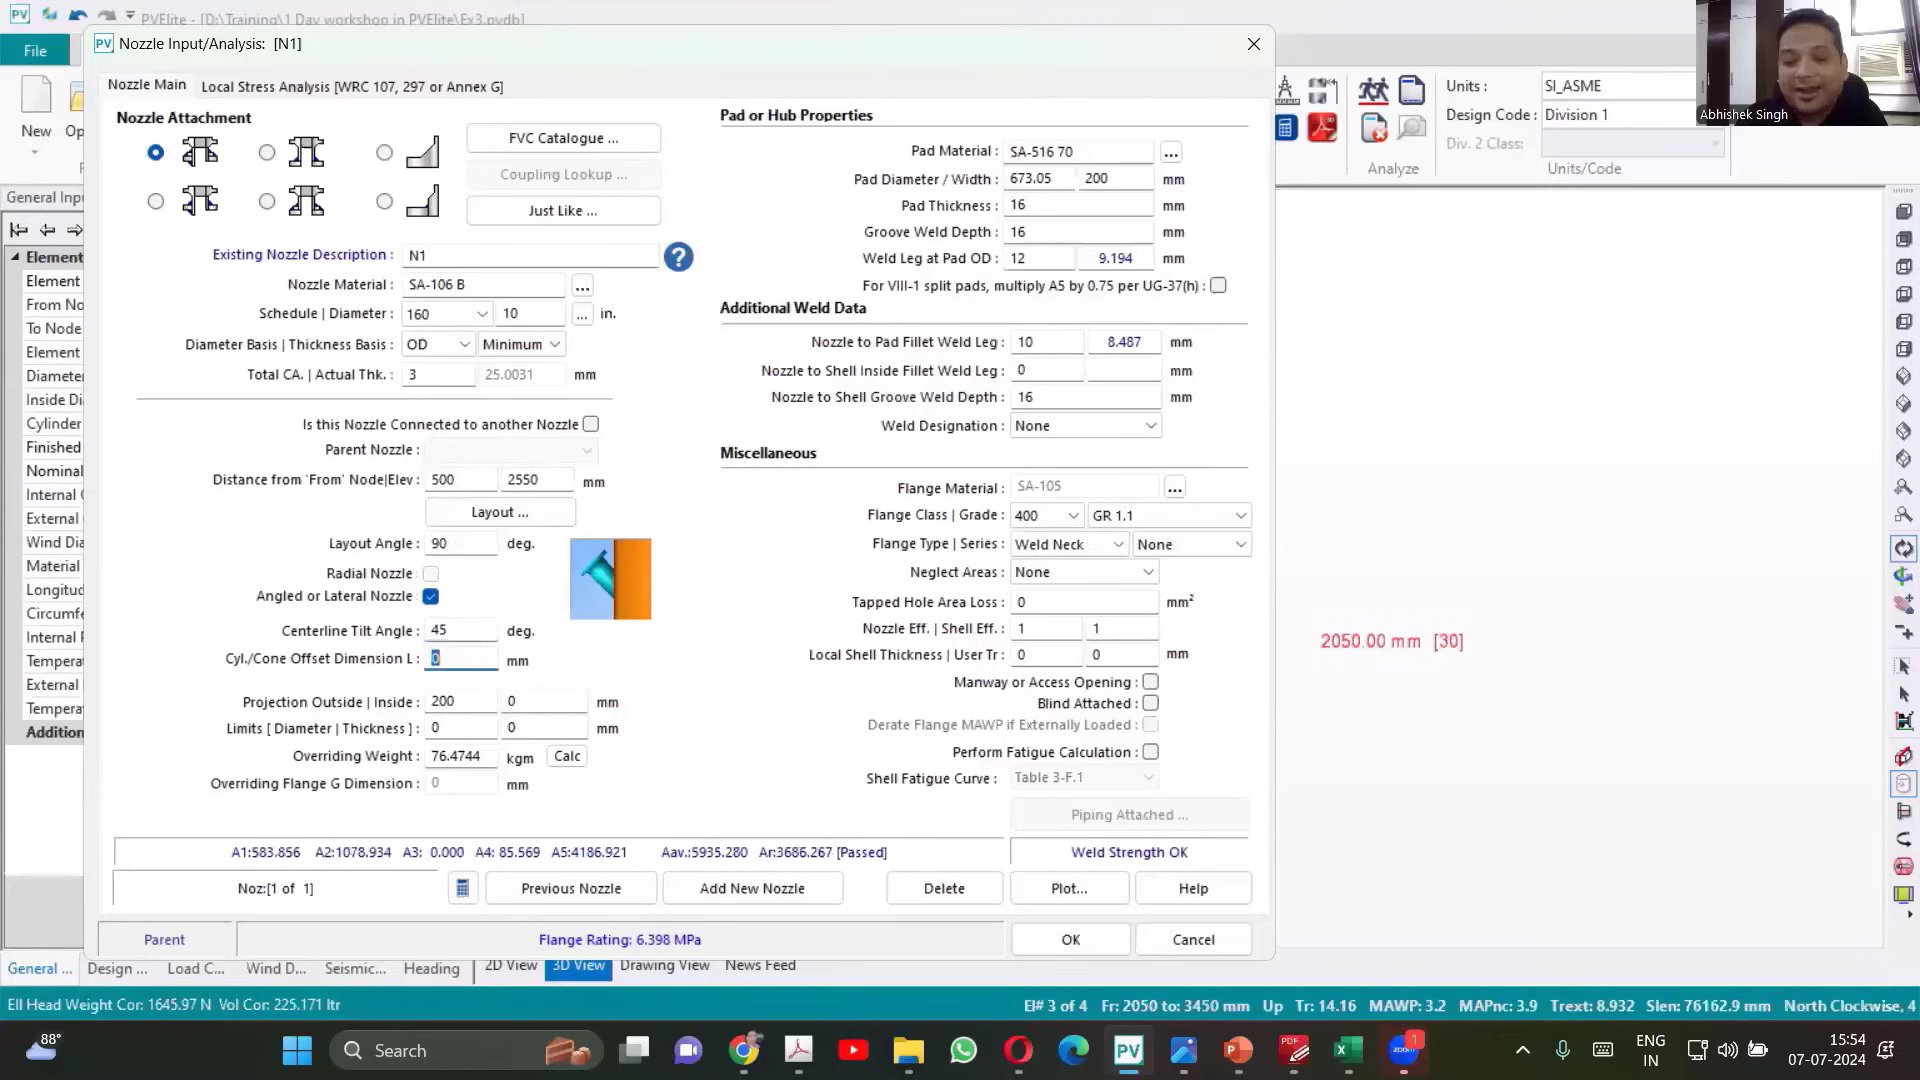 PVElite - [D:\Training\1 Day workshop in PVElite\Ex3.pvdb]
Nozzle Input/Analysis: [N1]
File
New
Op
Units : SI_ASME
Design Code : Division 1
Div. 2 Class:
Analyze
Units/Code
Abhishek Singh
General Inpu
Element
Element
From No
To Node
Element
Diameter
Inside Di
Cylinder
Finished
Nominal
Internal C
External
Wind Dia
Material
Longitud
Circumfe
Internal P
Tempera
External
Tempera
Addition
Nozzle Main
Local Stress Analysis [WRC 107, 297 or Annex G]
Nozzle Attachment
FVC Catalogue ...
Coupling Lookup ...
Just Like ...
Existing Nozzle Description : N1
Nozzle Material : SA-106 B ...
Schedule | Diameter : 160 10 ... in.
Diameter Basis | Thickness Basis : OD Minimum
Total CA. | Actual Thk. : 3 25.0031 mm
Is this Nozzle Connected to another Nozzle
Parent Nozzle :
Distance from 'From' Node|Elev : 500 2550 mm
Layout ...
Layout Angle : 90 deg.
Radial Nozzle :
Angled or Lateral Nozzle :
Centerline Tilt Angle : 45 deg.
Cyl./Cone Offset Dimension L : 0 mm
Projection Outside | Inside : 200 0 mm
Limits [ Diameter | Thickness ] : 0 0 mm
Overriding Weight : 76.4744 kgm Calc
Overriding Flange G Dimension : 0 mm
Pad or Hub Properties
Pad Material : SA-516 70 ...
Pad Diameter / Width : 673.05 200 mm
Pad Thickness : 16 mm
Groove Weld Depth : 16 mm
Weld Leg at Pad OD : 12 9.194 mm
For VIII-1 split pads, multiply A5 by 0.75 per UG-37(h) :
Additional Weld Data
Nozzle to Pad Fillet Weld Leg : 10 8.487 mm
Nozzle to Shell Inside Fillet Weld Leg : 0 mm
Nozzle to Shell Groove Weld Depth : 16 mm
Weld Designation : None
Miscellaneous
Flange Material : SA-105 ...
Flange Class | Grade : 400 GR 1.1
Flange Type | Series : Weld Neck None
Neglect Areas : None
Tapped Hole Area Loss : 0 mm²
Nozzle Eff. | Shell Eff. : 1 1
Local Shell Thickness | User Tr : 0 0 mm
Manway or Access Opening :
Blind Attached :
Derate Flange MAWP if Externally Loaded :
Perform Fatigue Calculation :
Shell Fatigue Curve : Table 3-F.1
Piping Attached ...
A1:583.856 A2:1078.934 A3: 0.000 A4: 85.569 A5:4186.921 Aav.:5935.280 Ar:3686.267 [Passed]
Weld Strength OK
Noz:[1 of 1]
Previous Nozzle
Add New Nozzle
Delete
Plot...
Help
Parent
Flange Rating: 6.398 MPa
OK
Cancel
2050.00 mm [30]
General ...
Design ...
Load C...
Wind D...
Seismic...
Heading
2D View
3D View
Drawing View
News Feed
Ell Head Weight Cor: 1645.97 N Vol Cor: 225.171 ltr
El# 3 of 4 Fr: 2050 to: 3450 mm Up Tr: 14.16 MAWP: 3.2 MAPnc: 3.9 Trext: 8.932 Slen: 76162.9 mm North Clockwise, 4
88°
Search
PV
PDF
zoom
1
ENG
IN
15:54
07-07-2024